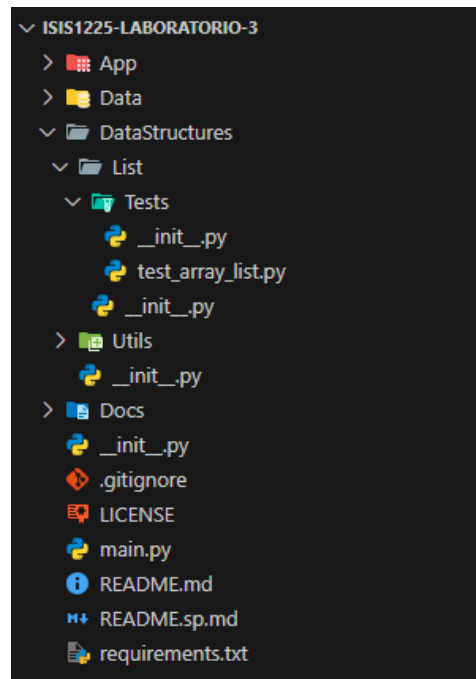 ISIS1225-LABORATORIO-3
App
Data
DataStructures
List
Tests
__init__.py
test_array_list.py
__init__.py
Utils
__init__.py
Docs
__init__.py
.gitignore
LICENSE
main.py
README.md
README.sp.md
requirements.txt